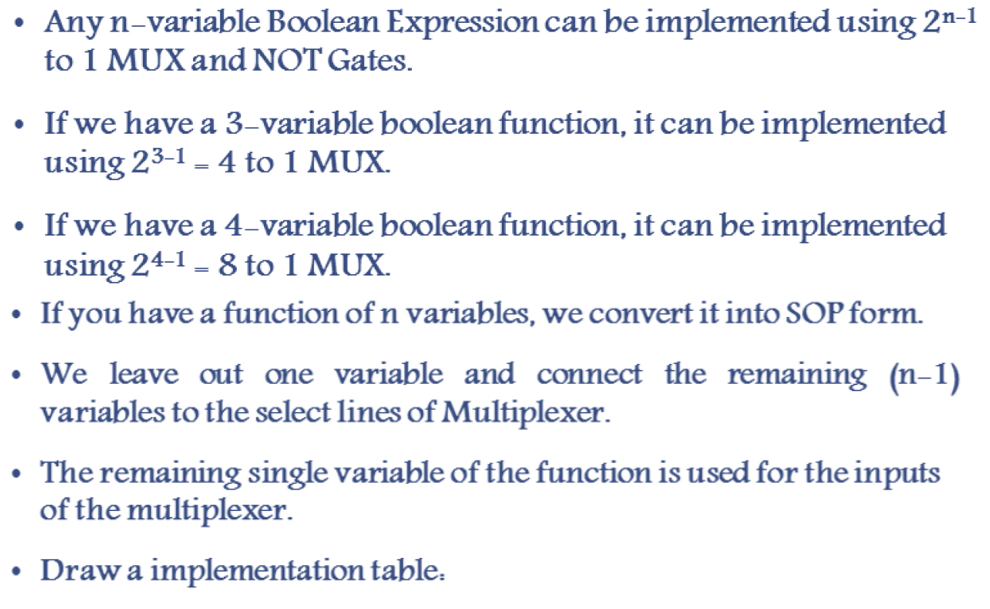 • Any n-variable Boolean Expression can be implemented using 2ⁿ⁻¹
to 1 MUX and NOT Gates.
• If we have a 3-variable boolean function, it can be implemented
using 2³⁻¹ = 4 to 1 MUX.
• If we have a 4-variable boolean function, it can be implemented
using 2⁴⁻¹ = 8 to 1 MUX.
• If you have a function of n variables, we convert it into SOP form.
• We leave out one variable and connect the remaining (n-1)
variables to the select lines of Multiplexer.
• The remaining single variable of the function is used for the inputs
of the multiplexer.
• Draw a implementation table: